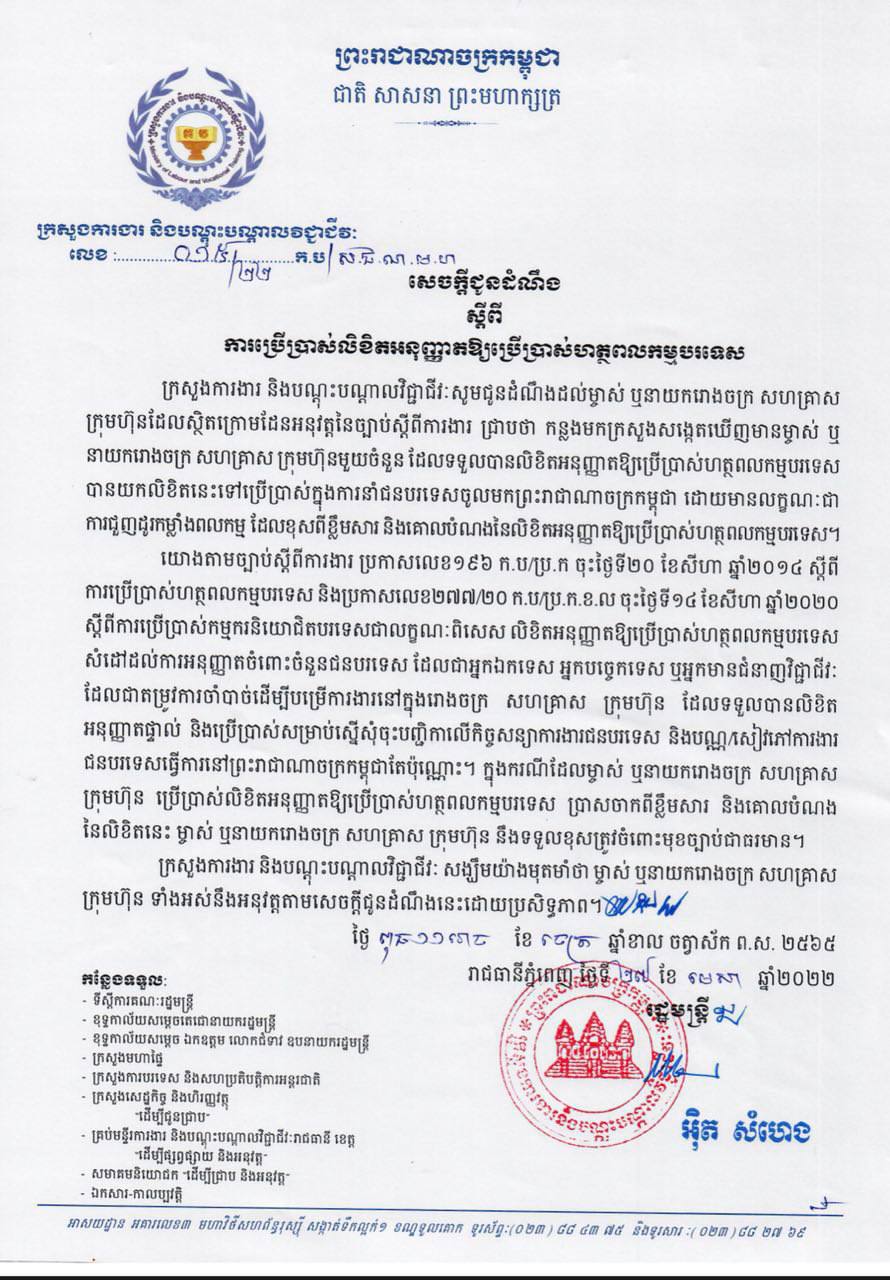 ព្រះរាជាណាចក្រកម្ពុជា
ជាតិ សាសនា ព្រះមហាក្សត្រ
ក្រសួងការងារ និងបណ្តុះបណ្តាលវិជ្ជាជីវៈ
Ministry of Labour and Vocational Training
ក្រសួងការងារ និងបណ្តុះបណ្តាលវិជ្ជាជីវៈ
លេខ :.............០១៥/២២.............ក.ប/ស.ជ.ណ.ម.ហ
សេចក្តីជូនដំណឹង
ស្តីពី
ការប្រើប្រាស់លិខិតអនុញ្ញាតឱ្យប្រើប្រាស់ហត្ថពលកម្មបរទេស
ក្រសួងការងារ និងបណ្តុះបណ្តាលវិជ្ជាជីវៈសូមជូនដំណឹងដល់ម្ចាស់ ឬនាយករោងចក្រ សហគ្រាស
ក្រុមហ៊ុនដែលស្ថិតក្រោមដែនអនុវត្តនៃច្បាប់ស្តីពីការងារ ជ្រាបថា កន្លងមកក្រសួងសង្កេតឃើញមានម្ចាស់ ឬ
នាយករោងចក្រ សហគ្រាស ក្រុមហ៊ុនមួយចំនួន ដែលទទួលបានលិខិតអនុញ្ញាតឱ្យប្រើប្រាស់ហត្ថពលកម្មបរទេស
បានយកលិខិតនេះទៅប្រើប្រាស់ក្នុងការនាំជនបរទេសចូលមកព្រះរាជាណាចក្រកម្ពុជា ដោយមានលក្ខណៈជា
ការជួញដូរកម្លាំងពលកម្ម ដែលខុសពីខ្លឹមសារ និងគោលបំណងនៃលិខិតអនុញ្ញាតឱ្យប្រើប្រាស់ហត្ថពលកម្មបរទេស។
យោងតាមច្បាប់ស្តីពីការងារ ប្រកាសលេខ១៩៦ ក.ប/ប្រ.ក ចុះថ្ងៃទី២០ ខែសីហា ឆ្នាំ២០១៤ ស្តីពី
ការប្រើប្រាស់ហត្ថពលកម្មបរទេស និងប្រកាសលេខ២៧៧/២០ ក.ប/ប្រ.ក.ខ.ល ចុះថ្ងៃទី១៤ ខែសីហា ឆ្នាំ២០២០
ស្តីពីការប្រើប្រាស់កម្មករនិយោជិតបរទេសជាលក្ខណៈពិសេស លិខិតអនុញ្ញាតឱ្យប្រើប្រាស់ហត្ថពលកម្មបរទេស
សំដៅដល់ការអនុញ្ញាតចំពោះចំនួនជនបរទេស ដែលជាអ្នកឯកទេស អ្នកបច្ចេកទេស ឬអ្នកមានជំនាញវិជ្ជាជីវៈ
ដែលជាតម្រូវការចាំបាច់ដើម្បីបម្រើការងារនៅក្នុងរោងចក្រ សហគ្រាស ក្រុមហ៊ុន ដែលទទួលបានលិខិត
អនុញ្ញាតផ្ទាល់ និងប្រើប្រាស់សម្រាប់ស្នើសុំចុះបញ្ជិកាលើកិច្ចសន្យាការងារជនបរទេស និងបណ្ណ/សៀវភៅការងារ
ជនបរទេសធ្វើការនៅព្រះរាជាណាចក្រកម្ពុជាតែប៉ុណ្ណោះ។ ក្នុងករណីដែលម្ចាស់ ឬនាយករោងចក្រ សហគ្រាស
ក្រុមហ៊ុន ប្រើប្រាស់លិខិតអនុញ្ញាតឱ្យប្រើប្រាស់ហត្ថពលកម្មបរទេស ប្រាសចាកពីខ្លឹមសារ និងគោលបំណង
នៃលិខិតនេះ ម្ចាស់ ឬនាយករោងចក្រ សហគ្រាស ក្រុមហ៊ុន នឹងទទួលខុសត្រូវចំពោះមុខច្បាប់ជាធរមាន។
ក្រសួងការងារ និងបណ្តុះបណ្តាលវិជ្ជាជីវៈ សង្ឃឹមយ៉ាងមុតមាំថា ម្ចាស់ ឬនាយករោងចក្រ សហគ្រាស
ក្រុមហ៊ុន ទាំងអស់នឹងអនុវត្តតាមសេចក្តីជូនដំណឹងនេះដោយប្រសិទ្ធភាព។
ថ្ងៃ ពុធ ១១រោច ខែ ចេត្រ ឆ្នាំខាល ចត្វាស័ក ព.ស. ២៥៦៥
រាជធានីភ្នំពេញ ថ្ងៃទី ២៧ ខែ មេសា ឆ្នាំ២០២២
រដ្ឋមន្ត្រី
អ៊ិត សំហេង
កន្លែងទទួល:
- ទីស្តីការគណៈរដ្ឋមន្ត្រី
- ខុទ្ទកាល័យសម្តេចតេជោនាយករដ្ឋមន្ត្រី
- ខុទ្ទកាល័យសម្តេច ឯកឧត្តម លោកជំទាវ ឧបនាយករដ្ឋមន្ត្រី
- ក្រសួងមហាផ្ទៃ
- ក្រសួងការបរទេស និងសហប្រតិបត្តិការអន្តរជាតិ
- ក្រសួងសេដ្ឋកិច្ច និងហិរញ្ញវត្ថុ
"ដើម្បីជូនជ្រាប"
- គ្រប់មន្ទីរការងារ និងបណ្តុះបណ្តាលវិជ្ជាជីវៈរាជធានី ខេត្ត
"ដើម្បីផ្សព្វផ្សាយ និងអនុវត្ត"
- សមាគមនិយោជក "ដើម្បីជ្រាប និងអនុវត្ត"
- ឯកសារ-កាលប្បវត្តិ
អាសយដ្ឋាន អគារលេខ៣ មហាវិថីសហព័ន្ធរុស្ស៊ី សង្កាត់ទឹកល្អក់១ ខណ្ឌទួលគោក ទូរស័ព្ទៈ(០២៣) ៨៨ ៤៣ ៧៥ និងទូរសារៈ (០២៣) ៨៨ ២៧ ៦៩